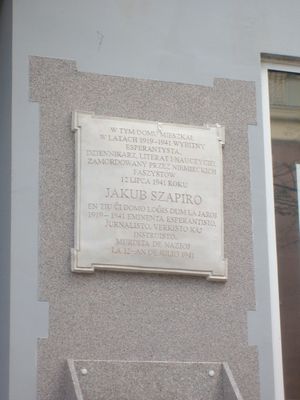 W TYM DOMU MIESZKAŁ
W LATACH 1919-1941 WYBITNY
ESPERANTYSTA,
DZIENNIKARZ, LITERAT I NAUCZYCIEL
ZAMORDOWANY PRZEZ NIEMIECKICH
FASZYSTÓW
12 LIPCA 1941 ROKU
JAKUB SZAPIRO
EN TIU ĈI DOMO LOĜIS DUM LA JAROJ
1919-1941 EMINENTA ESPERANTISTO,
ĴURNALISTO, VERKISTO KAJ
INSTRUISTO,
MURDITA DE NAZIOJ
LA 12-AN DE JULIO 1941